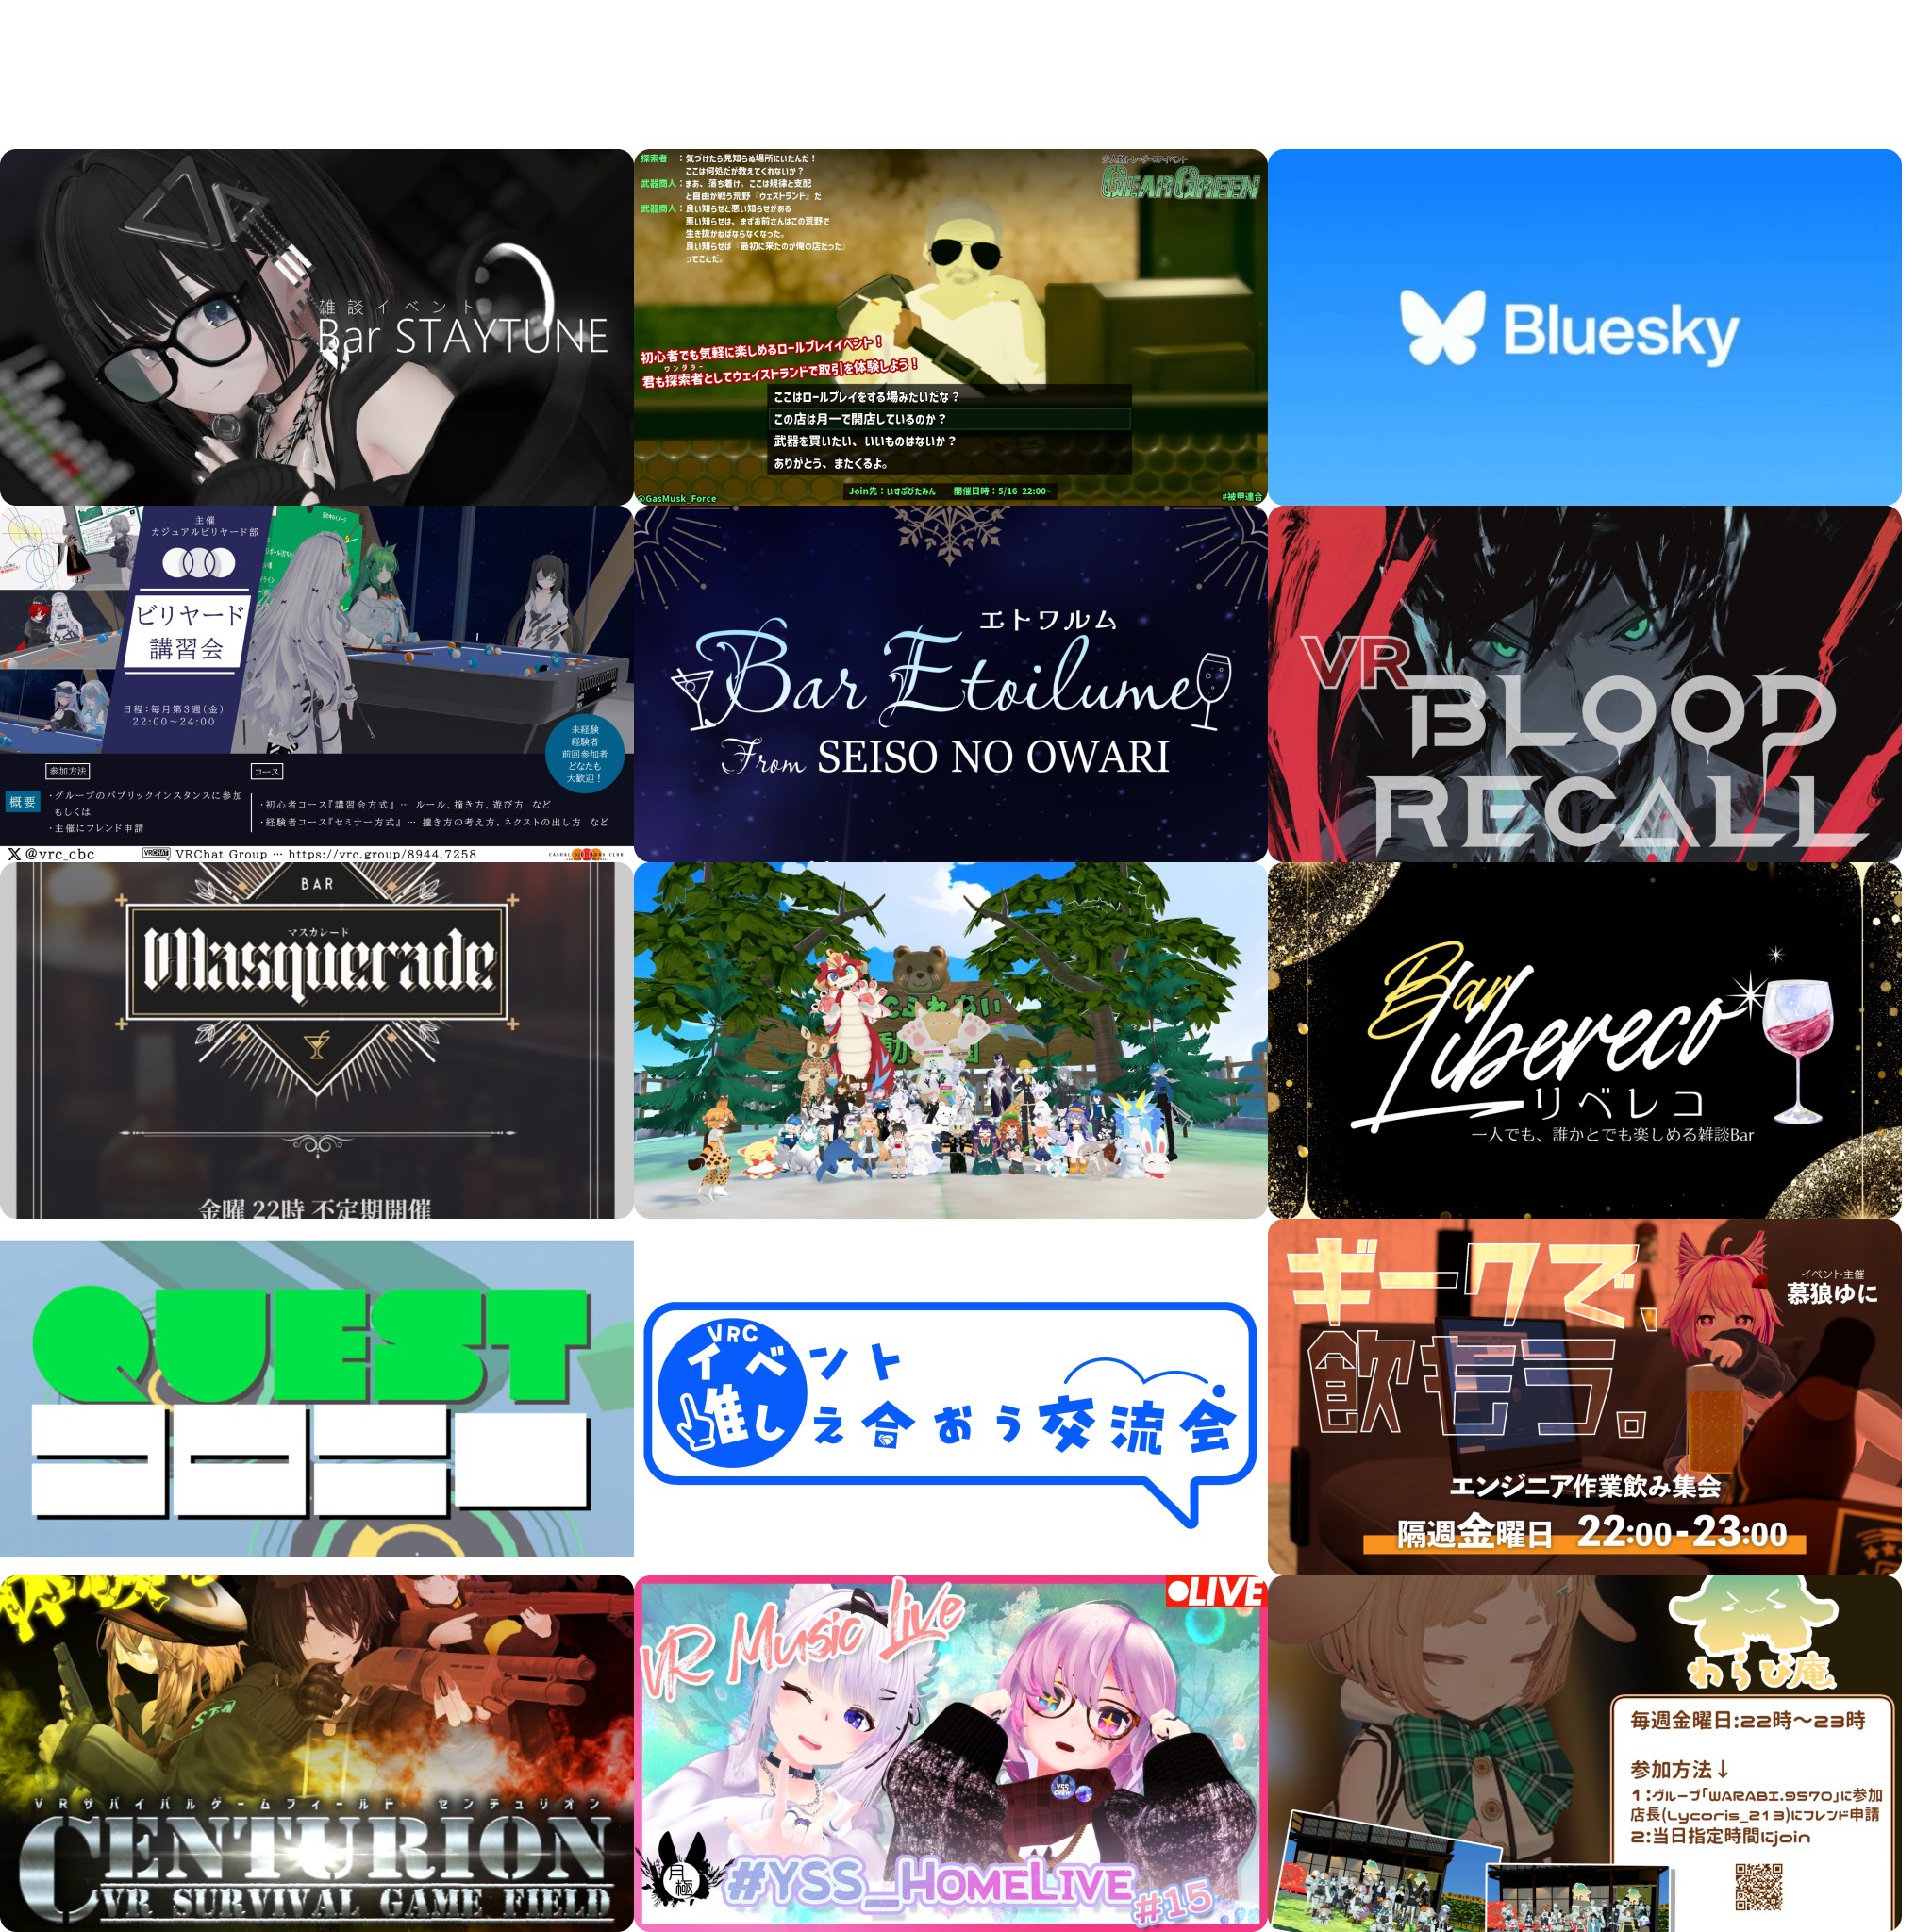 雑談イベント
Bar STAYTUNE
探索者 :気づけたら見知らぬ場所にいたんだ!
ここは何処だが教えてくれないか?
武器商人:まあ、落ち着け。ここは規律と支配
と自由が戦う荒野『ウェストランド』だ
武器商人:良い知らせと悪い知らせがある
悪い知らせは、まずお前さんはこの荒野で
生き抜かねばならなくなった。
良い知らせは『最初に来たのが俺の店だった』
ってことだ。
GEARGREEN
初心者でも気軽に楽しめるロールプレイイベント!
ワンダラー
君も探索者としてウェイストランドで取引を体験しよう!
ここはロールプレイをする場みたいだな?
この店は月一で開店しているのか?
武器を買いたい、いいものはないか?
ありがとう、またくるよ。
Join先:いすぷぴたみん 開催日時:5/16 22:00~
@GasMusk_Force
#被甲連合
Bluesky
主催
カジュアルビリヤード部
ビリヤード
講習会
日程:毎月第3週(金)
22:00~24:00
未経験
経験者
前回参加者
どなたも
大歓迎!
参加方法
コース
概要
・グループのパブリックインスタンスに参加
もしくは
・主催にフレンド申請
・初心者コース『講習会方式』… ルール、撞き方、遊び方 など
・経験者コース『セミナー方式』… 撞き方の考え方、ネクストの出し方 など
X @vrc_cbc
VRCHAT VRChat Group … https://vrc.group/8944.7258
エトワルム
Bar Etoilume
From SEISO NO OWARI
VR
BLOOD
RECALL
BAR
マスカレード
Masquerade
金曜 22時 不定期開催
ふれあい
動
園
Bar
Libereco
リベレコ
一人でも、誰かとでも楽しめる雑談Bar
QUEST
コロニー
VRC
イベント
推し え合おう交流会
ギークで、
飲もう。
イベント主催
慕狼ゆに
エンジニア作業飲み集会
隔週金曜日 22:00-23:00
体験
STN
VRサバイバルゲームフィールド センチュリオン
CENTURION
VR SURVIVAL GAME FIELD
LIVE
VR Music Live
YSS
月極
#YSS_HOMELIVE
#15
わらび庵
毎週金曜日:22時~23時
参加方法↓
1:グループ「WARABI.9570」に参加
店長(Lycoris_213)にフレンド申請
2:当日指定時間にjoin